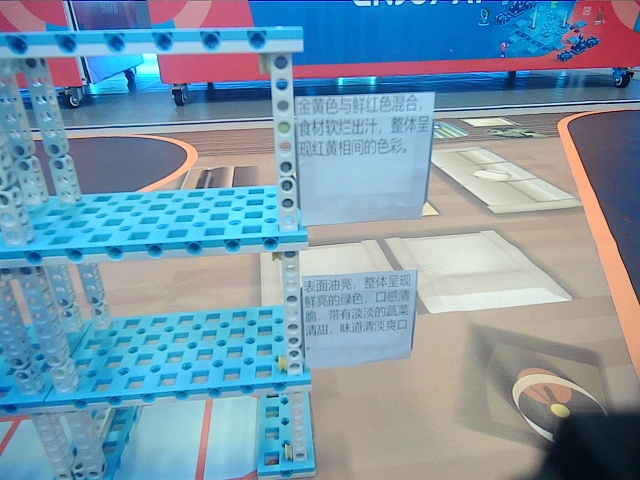 金黄色与鲜红色混合,
食材软烂出汁，整体呈
现红黄相间的色彩。
表面油亮，整体呈现
鲜亮的绿色，口感清
脆，带有淡淡的蔬菜
清甜，味道清淡爽口